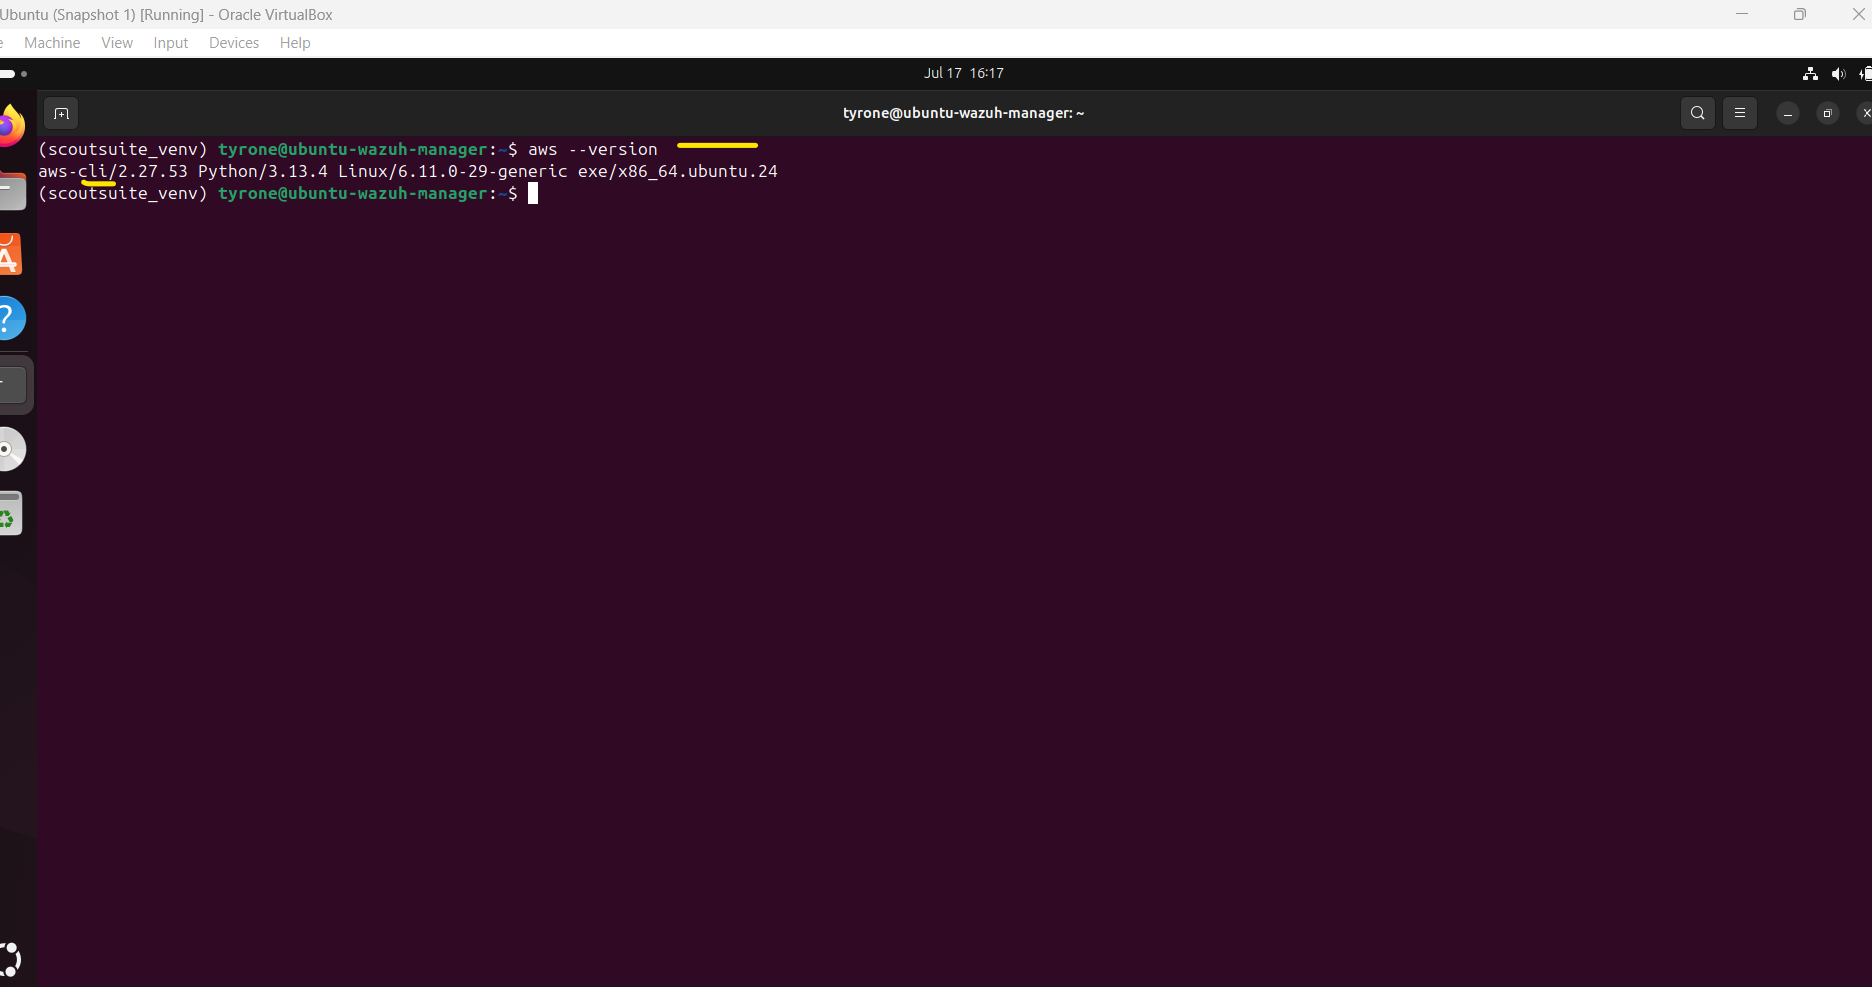 Ubuntu (Snapshot 1) [Running] - Oracle VirtualBox
Machine View Input Devices Help
Jul 17 16:17
tyrone@ubuntu-wazuh-manager: ~
(scoutsuite_venv) tyrone@ubuntu-wazuh-manager:~$ aws --version
aws-cli/2.27.53 Python/3.13.4 Linux/6.11.0-29-generic exe/x86_64.ubuntu.24
(scoutsuite_venv) tyrone@ubuntu-wazuh-manager:~$